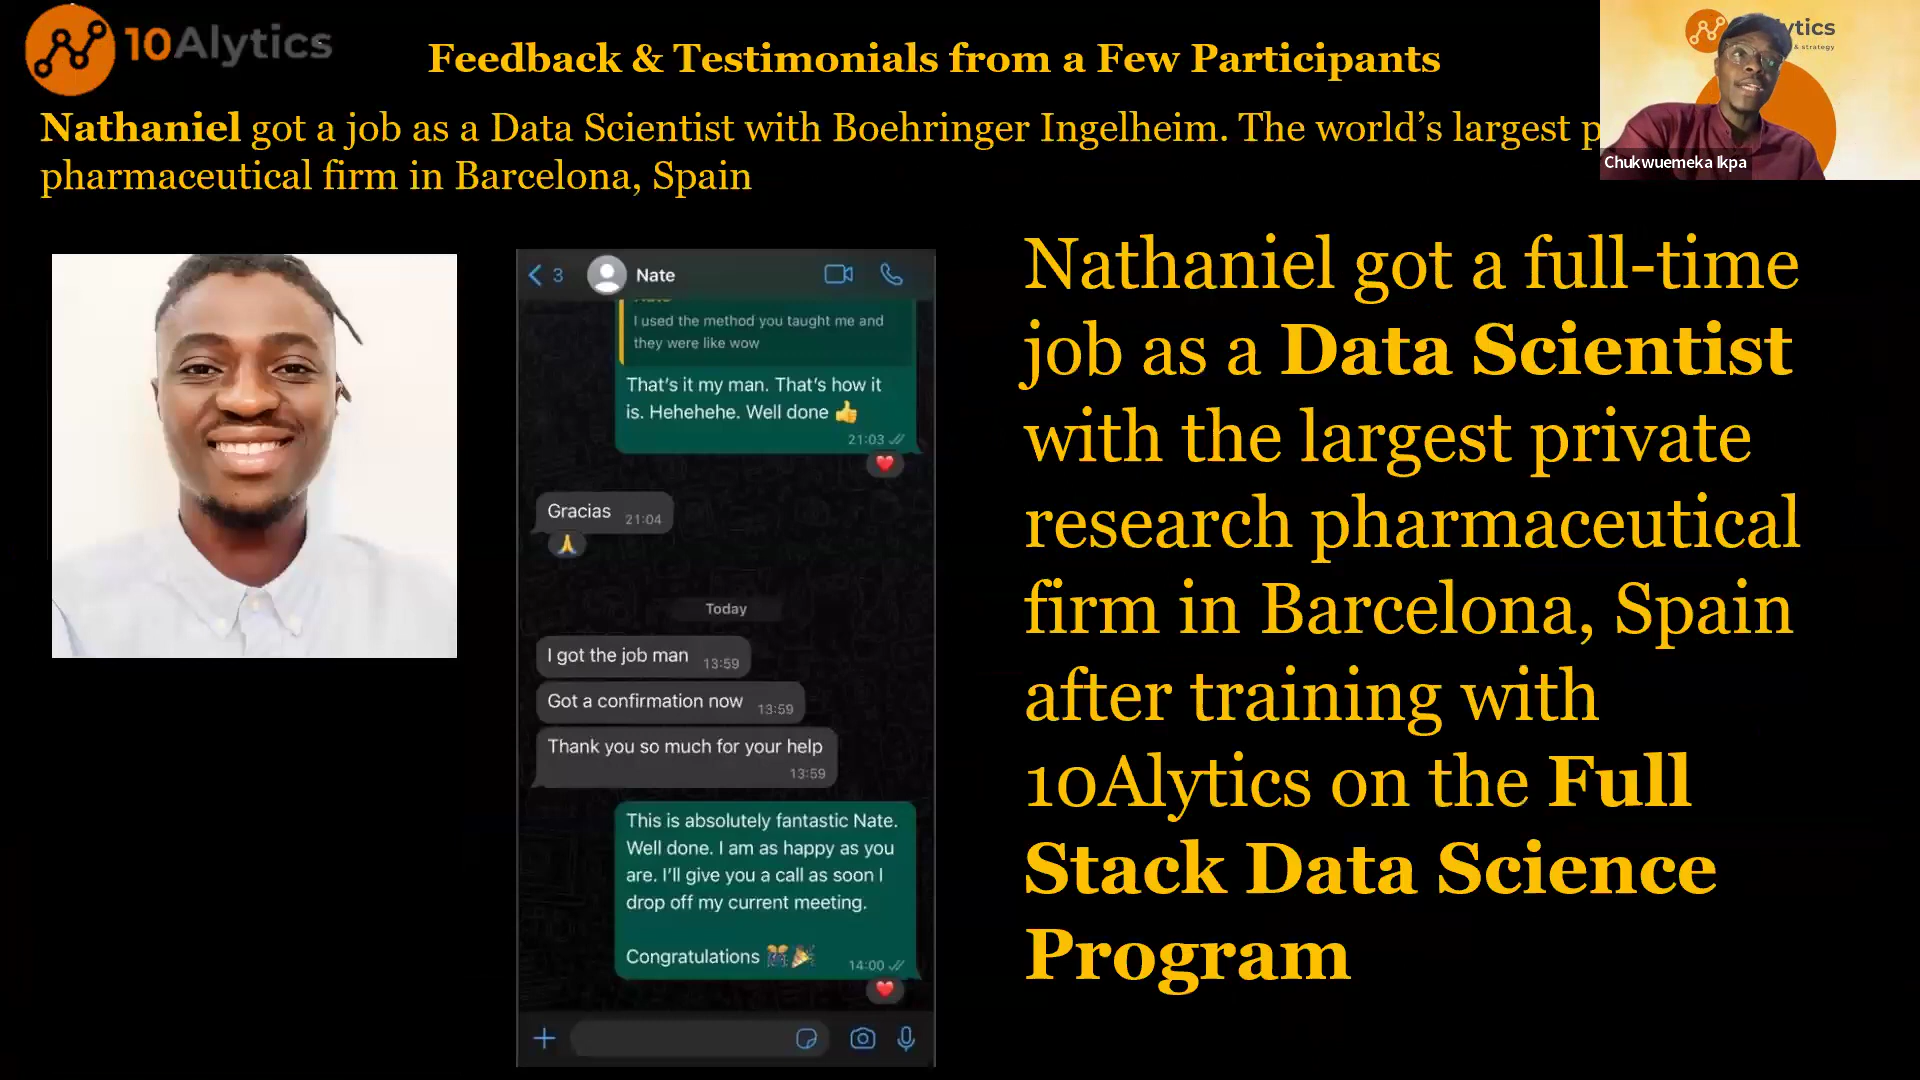 10Alytics
Feedback & Testimonials from a Few Participants
Nathaniel got a job as a Data Scientist with Boehringer Ingelheim. The world’s largest
pharmaceutical firm in Barcelona, Spain
& strategy
Chukwuemeka Ikpa
3
Nate
I used the method you taught me and
they were like wow
That’s it my man. That’s how it
is. Hehehehe. Well done 👍
21:03
Gracias 21:04
Today
I got the job man 13:59
Got a confirmation now 13:59
Thank you so much for your help
13:59
This is absolutely fantastic Nate.
Well done. I am as happy as you
are. I’ll give you a call as soon I
drop off my current meeting.
Congratulations 🎊🎉 14:00
Nathaniel got a full-time
job as a Data Scientist
with the largest private
research pharmaceutical
firm in Barcelona, Spain
after training with
10Alytics on the Full
Stack Data Science
Program